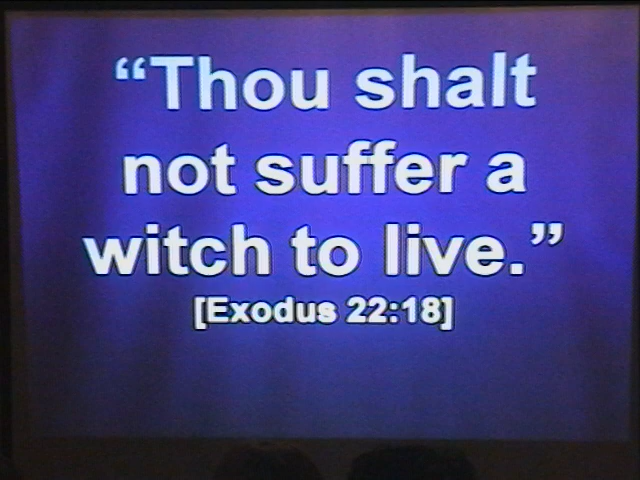 “Thou shalt
not suffer a
witch to live.”
[Exodus 22:18]